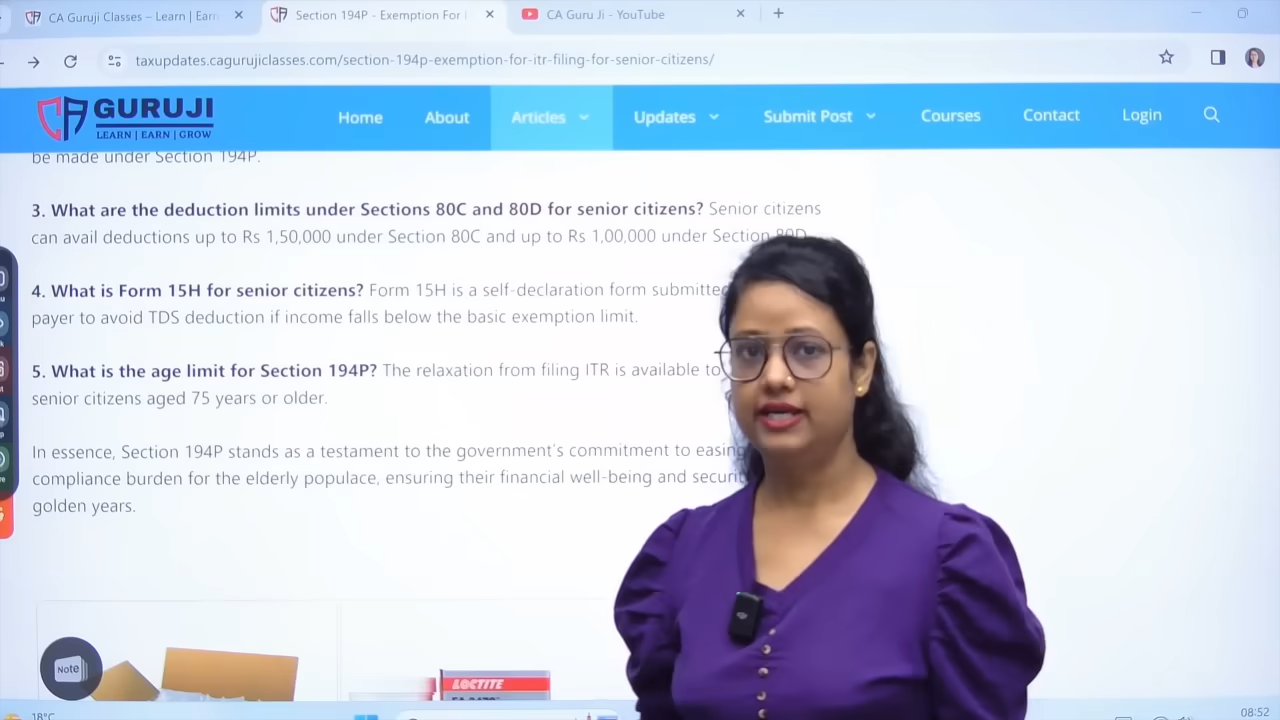 CA Guruji Classes – Learn | Earn
Section 194P - Exemption For
CA Guru Ji - YouTube
taxupdates.cagurujiclasses.com/section-194p-exemption-for-itr-filing-for-senior-citizens/
CA GURUJI
LEARN | EARN | GROW
Home
About
Articles
Updates
Submit Post
Courses
Contact
Login
be made under Section 194P.
3. What are the deduction limits under Sections 80C and 80D for senior citizens? Senior citizens
can avail deductions up to Rs 1,50,000 under Section 80C and up to Rs 1,00,000 under Section 80D
4. What is Form 15H for senior citizens? Form 15H is a self-declaration form submitted
payer to avoid TDS deduction if income falls below the basic exemption limit.
5. What is the age limit for Section 194P? The relaxation from filing ITR is available to
senior citizens aged 75 years or older.
In essence, Section 194P stands as a testament to the government's commitment to easing
compliance burden for the elderly populace, ensuring their financial well-being and
golden years.
Note
LOCTITE
18°C
08:52